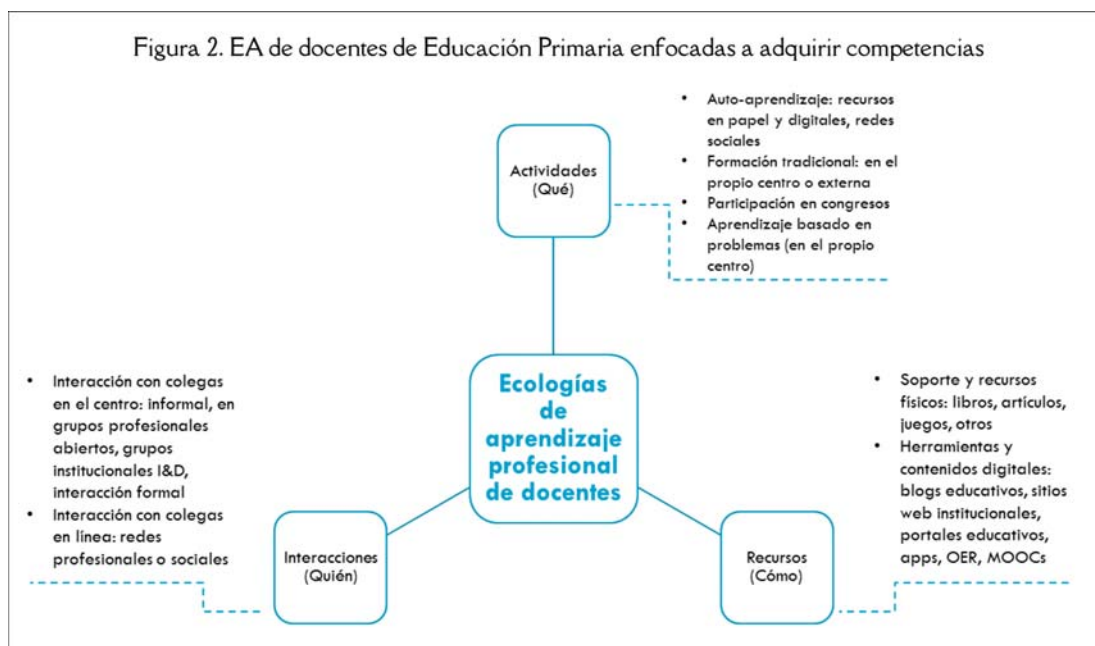 Figura 2. EA de docentes de Educación Primaria enfocadas a adquirir competencias
• Auto-aprendizaje: recursos
en papel y digitales, redes
sociales
• Formación tradicional: en el
propio centro o externa
• Participación en congresos
• Aprendizaje basado en
problemas (en el propio
centro)
Actividades
(Qué)
Ecologías
de
aprendizaje
profesional
de docentes
• Interacción con colegas
en el centro: informal, en
grupos profesionales
abiertos, grupos
institucionales I&D,
interacción formal
• Interacción con colegas
en línea: redes
profesionales o sociales
Interacciones
(Quién)
• Soporte y recursos
físicos: libros, artículos,
juegos, otros
• Herramientas y
contenidos digitales:
blogs educativos, sitios
web institucionales,
portales educativos,
apps, OER, MOOCs
Recursos
(Cómo)